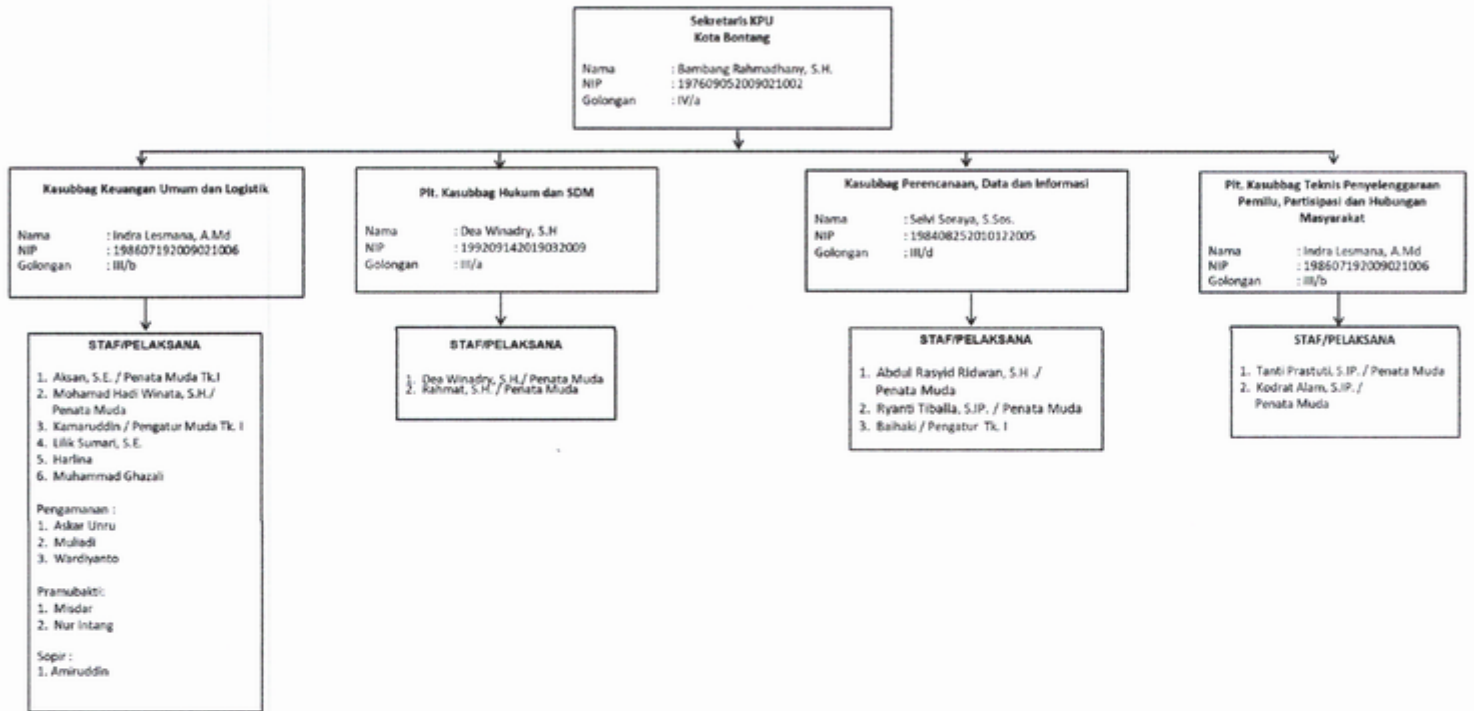 Sekretaris KPU
Kota Bontang
Nama : Bambang Rahmadhany, S.H.
NIP : 197609052009021002
Golongan : IV/a
Kasubbag Keuangan Umum dan Logistik
Nama : Indra Lesmana, A.Md
NIP : 198607192009021006
Golongan : III/b
STAF/PELAKSANA
1. Aksan, S.E. / Penata Muda Tk.I
2. Mohamad Hadi Winata, S.H./
Penata Muda
3. Kamaruddin / Pengatur Muda Tk. I
4. Lilik Sumari, S.E.
5. Harlina
6. Muhammad Ghazali
Pengamanan :
1. Askar Unru
2. Muliadi
3. Wardiyanto
Pramubakti:
1. Misdar
2. Nur Intang
Sopir :
1. Amiruddin
Plt. Kasubbag Hukum dan SDM
Nama : Dea Winadry, S.H
NIP : 199209142019032009
Golongan : III/a
STAF/PELAKSANA
1. Dea Winadry, S.H./ Penata Muda
2. Rahmat, S.H. / Penata Muda
Kasubbag Perencanaan, Data dan Informasi
Nama : Selvi Soraya, S.Sos.
NIP : 198408252010122005
Golongan : III/d
STAF/PELAKSANA
1. Abdul Rasyid Ridwan, S.H ./
Penata Muda
2. Ryanti Tiballa, S.IP. / Penata Muda
3. Baihaki / Pengatur Tk. I
Plt. Kasubbag Teknis Penyelenggaraan
Pemilu, Partisipasi dan Hubungan
Masyarakat
Nama : Indra Lesmana, A.Md
NIP : 198607192009021006
Golongan : III/b
STAF/PELAKSANA
1. Tanti Prastuti, S.IP. / Penata Muda
2. Kodrat Alam, S.IP. /
Penata Muda